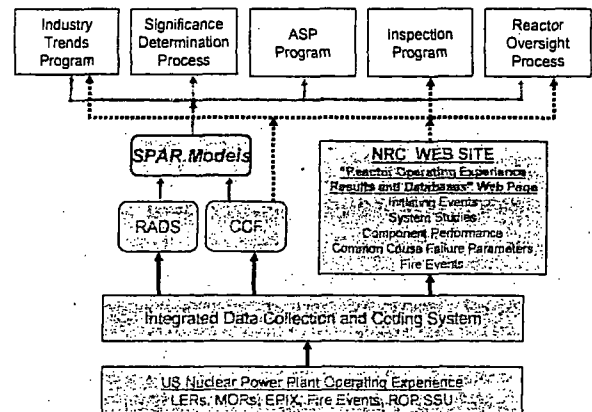 Industry
Trends
Program
Significance
Determination
Process
ASP
Program
Inspection
Program
Reactor
Oversight
Process
SPAR Models
RADS
CCF
NRC WEB SITE
"Reactor Operating Experience
Results and Databases" Web Page
Initiating Events
System Studies
Component Performance
Common Cause Failure Parameters
Fire Events
Integrated Data Collection and Coding System
US Nuclear Power Plant Operating Experience
LERs, MORs, EPIX, Fire Events, ROP SSU